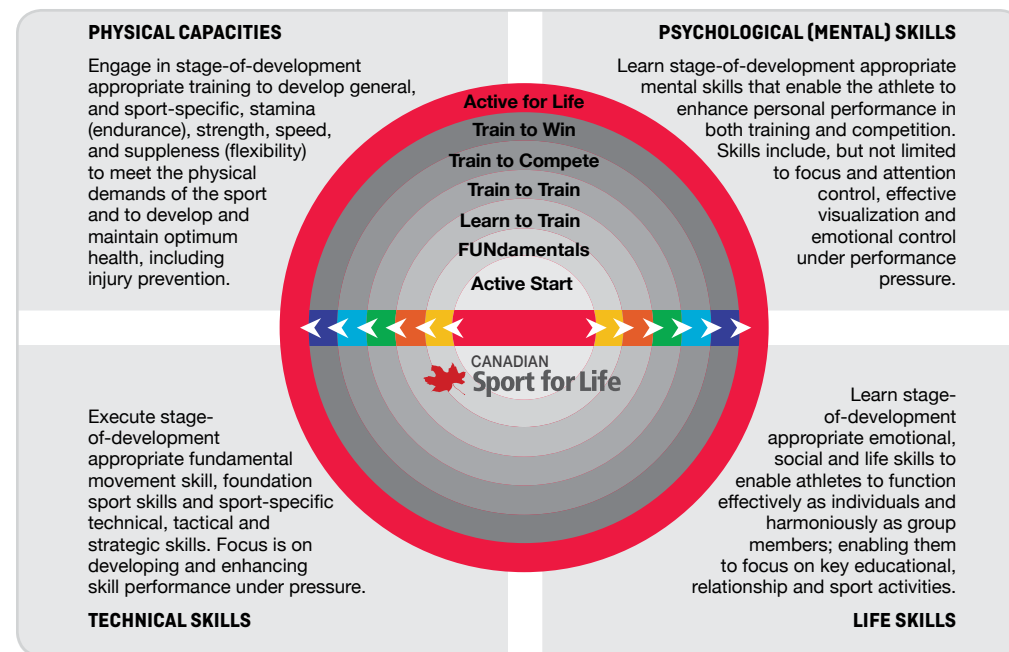 PHYSICAL CAPACITIES
Engage in stage-of-development
appropriate training to develop general,
and sport-specific, stamina
(endurance), strength, speed,
and suppleness (flexibility)
to meet the physical
demands of the sport
and to develop and
maintain optimum
health, including
injury prevention.
PSYCHOLOGICAL (MENTAL) SKILLS
Learn stage-of-development appropriate
mental skills that enable the athlete to
enhance personal performance in
both training and competition.
Skills include, but not limited
to focus and attention
control, effective
visualization and
emotional control
under performance
pressure.
Active for Life
Train to Win
Train to Compete
Train to Train
Learn to Train
FUNdamentals
Active Start
CANADIAN
Sport for Life
Execute stage-
of-development
appropriate fundamental
movement skill, foundation
sport skills and sport-specific
technical, tactical and
strategic skills. Focus is on
developing and enhancing
skill performance under pressure.
TECHNICAL SKILLS
Learn stage-
of-development
appropriate emotional,
social and life skills to
enable athletes to function
effectively as individuals and
harmoniously as group
members; enabling them
to focus on key educational,
relationship and sport activities.
LIFE SKILLS